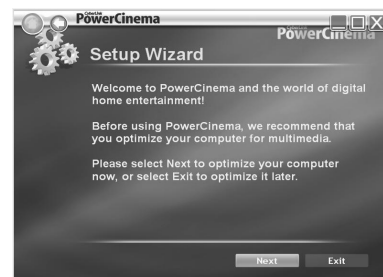 CyberLink
PowerCinema
PowerCinema
Setup Wizard
Welcome to PowerCinema and the world of digital
home entertainment!
Before using PowerCinema, we recommend that
you optimize your computer for multimedia.
Please select Next to optimize your computer
now, or select Exit to optimize it later.
Next
Exit